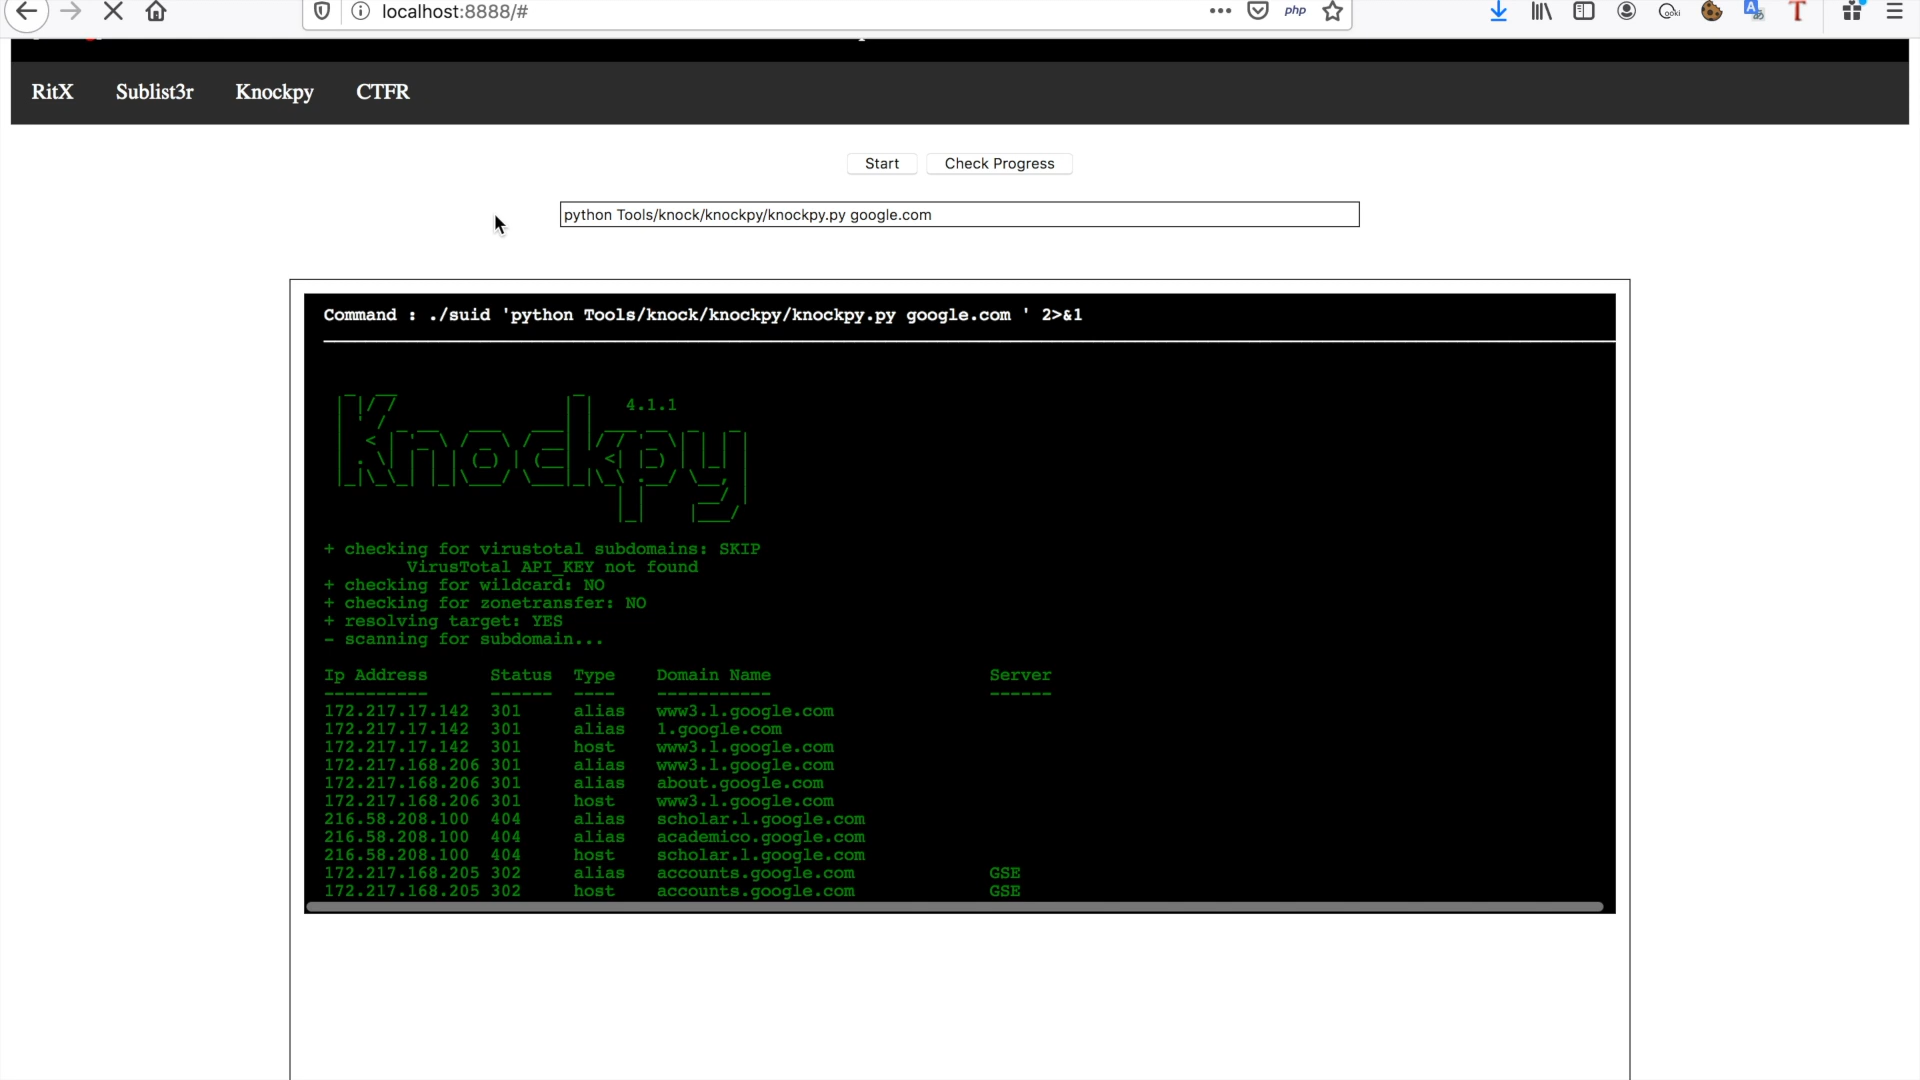 localhost:8888/#
php
RitX Sublist3r Knockpy CTFR
Start Check Progress
python Tools/knock/knockpy/knockpy.py google.com
Command : ./suid 'python Tools/knock/knockpy/knockpy.py google.com ' 2>&1
Knockpy 4.1.1
+ checking for virustotal subdomains: SKIP
VirusTotal API_KEY not found
+ checking for wildcard: NO
+ checking for zonetransfer: NO
+ resolving target: YES
- scanning for subdomain...
Ip Address Status Type Domain Name Server
---------- ------ ---- ----------- ------
172.217.17.142 301 alias www3.l.google.com
172.217.17.142 301 alias 1.google.com
172.217.17.142 301 host www3.l.google.com
172.217.168.206 301 alias www3.l.google.com
172.217.168.206 301 alias about.google.com
172.217.168.206 301 host www3.l.google.com
216.58.208.100 404 alias scholar.l.google.com
216.58.208.100 404 alias academico.google.com
216.58.208.100 404 host scholar.l.google.com
172.217.168.205 302 alias accounts.google.com GSE
172.217.168.205 302 host accounts.google.com GSE